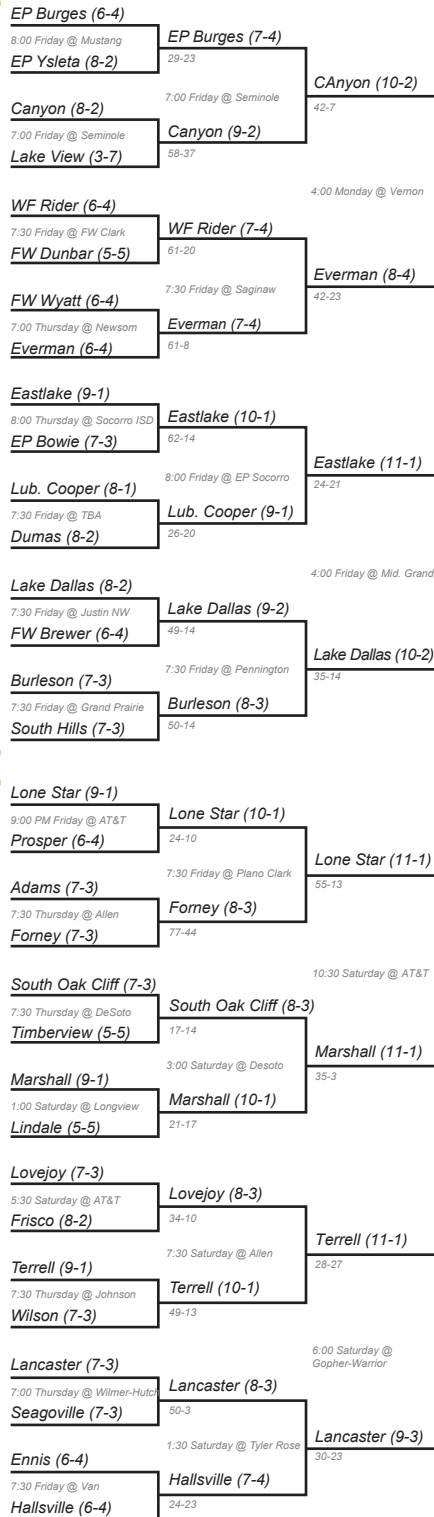 EP Burges (6-4)
8:00 Friday @ Mustang
EP Ysleta (8-2)
EP Burges (7-4)
29-23
7:00 Friday @ Seminole
Canyon (8-2)
7:00 Friday @ Seminole
Lake View (3-7)
Canyon (9-2)
58-37
CAnyon (10-2)
42-7
4:00 Monday @ Vernon
WF Rider (6-4)
7:30 Friday @ FW Clark
FW Dunbar (5-5)
WF Rider (7-4)
61-20
7:30 Friday @ Saginaw
FW Wyatt (6-4)
7:00 Thursday @ Newsom
Everman (6-4)
Everman (7-4)
61-8
Everman (8-4)
42-23
Eastlake (9-1)
8:00 Thursday @ Socorro ISD
EP Bowie (7-3)
Eastlake (10-1)
62-14
8:00 Friday @ EP Socorro
Lub. Cooper (8-1)
7:30 Friday @ TBA
Dumas (8-2)
Lub. Cooper (9-1)
26-20
Eastlake (11-1)
24-21
4:00 Friday @ Mid. Grand
Lake Dallas (8-2)
7:30 Friday @ Justin NW
FW Brewer (6-4)
Lake Dallas (9-2)
49-14
7:30 Friday @ Pennington
Burleson (7-3)
7:30 Friday @ Grand Prairie
South Hills (7-3)
Burleson (8-3)
50-14
Lake Dallas (10-2)
35-14
Lone Star (9-1)
9:00 PM Friday @ AT&T
Prosper (6-4)
Lone Star (10-1)
24-10
7:30 Friday @ Plano Clark
Adams (7-3)
7:30 Thursday @ Allen
Forney (7-3)
Forney (8-3)
77-44
Lone Star (11-1)
55-13
10:30 Saturday @ AT&T
South Oak Cliff (7-3)
7:30 Thursday @ DeSoto
Timberview (5-5)
South Oak Cliff (8-3)
17-14
3:00 Saturday @ Desoto
Marshall (9-1)
1:00 Saturday @ Longview
Lindale (5-5)
Marshall (10-1)
21-17
Marshall (11-1)
35-3
Lovejoy (7-3)
5:30 Saturday @ AT&T
Frisco (8-2)
Lovejoy (8-3)
34-10
7:30 Saturday @ Allen
Terrell (9-1)
7:30 Thursday @ Johnson
Wilson (7-3)
Terrell (10-1)
49-13
Terrell (11-1)
28-27
6:00 Saturday @
Gopher-Warrior
Lancaster (7-3)
7:00 Thursday @ Wilmer-Hutch
Seagoville (7-3)
Lancaster (8-3)
50-3
1:30 Saturday @ Tyler Rose
Ennis (6-4)
7:30 Friday @ Van
Hallsville (6-4)
Hallsville (7-4)
24-23
Lancaster (9-3)
30-23